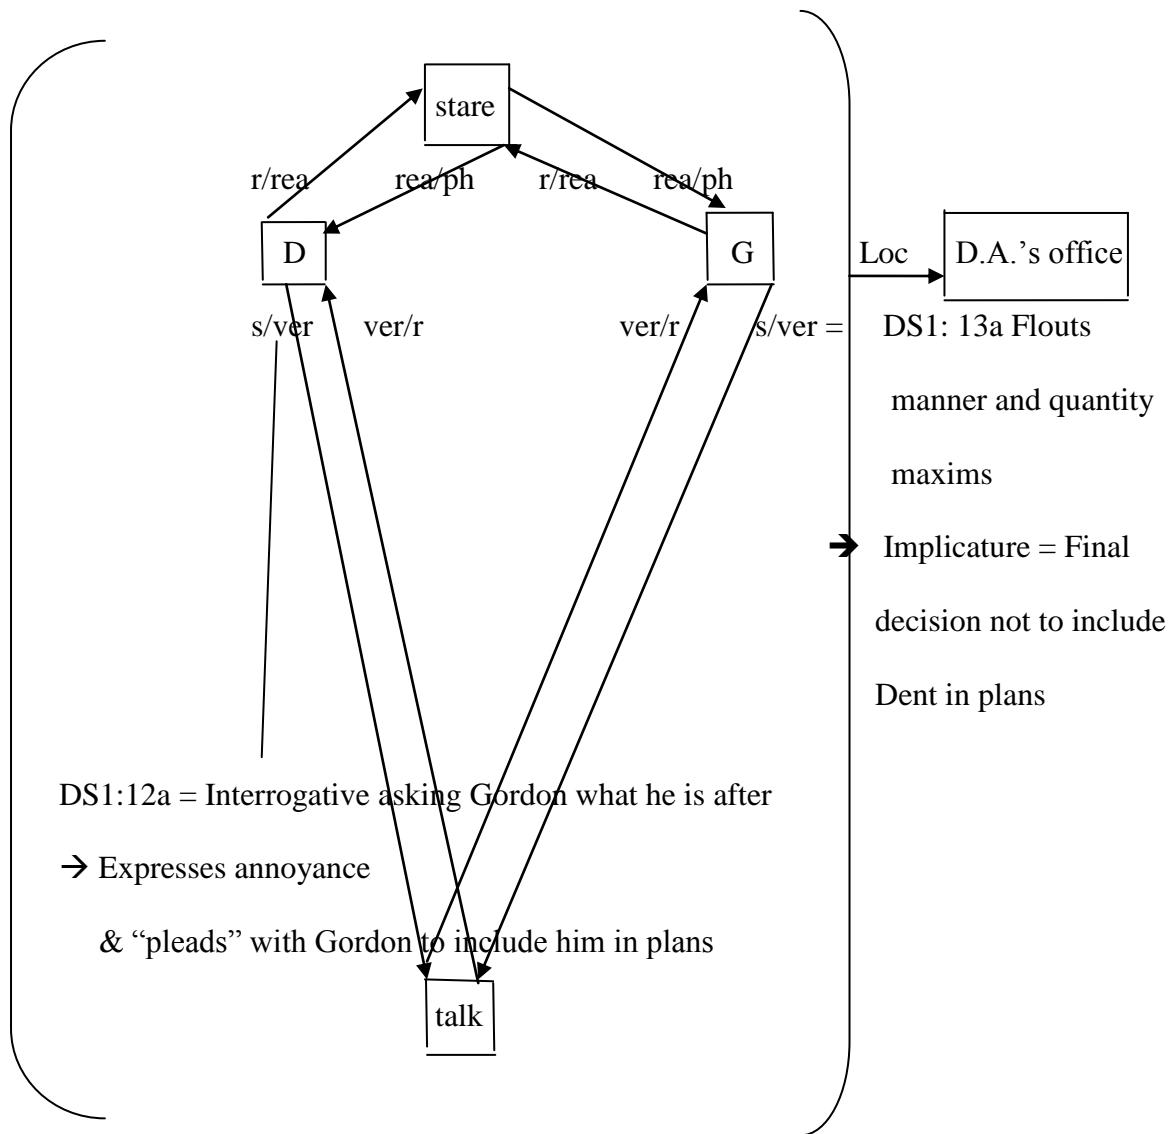 stare
r/rea rea/ph r/rea rea/ph
D G Loc D.A.’s office
s/ver ver/r ver/r s/ver = DS1: 13a Flouts
manner and quantity
maxims
➔ Implicature = Final
decision not to include
Dent in plans
DS1:12a = Interrogative asking Gordon what he is after
→ Expresses annoyance
& “pleads” with Gordon to include him in plans
talk